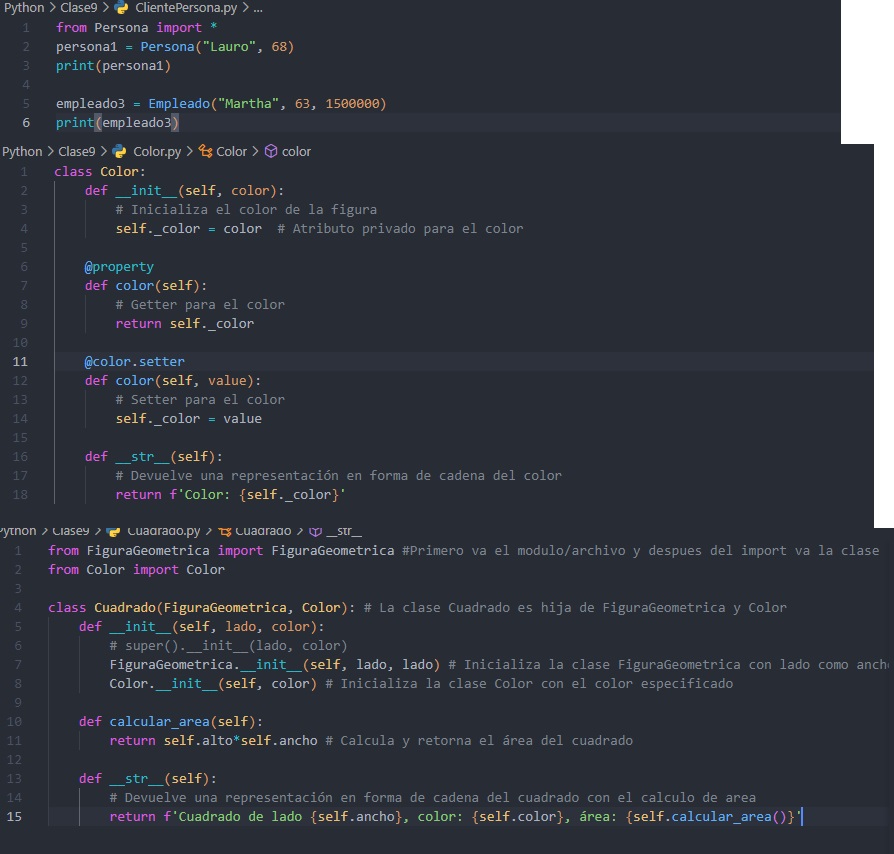 Python > Clase9 > ClientePersona.py > ...
1 from Persona import *
2 persona1 = Persona("Lauro", 68)
3 print(persona1)
4
5 empleado3 = Empleado("Martha", 63, 1500000)
6 print(empleado3)
Python > Clase9 > Color.py > Color > color
1 class Color:
2 def __init__(self, color):
3 # Inicializa el color de la figura
4 self._color = color # Atributo privado para el color
5
6 @property
7 def color(self):
8 # Getter para el color
9 return self._color
10
11 @color.setter
12 def color(self, value):
13 # Setter para el color
14 self._color = value
15
16 def __str__(self):
17 # Devuelve una representación en forma de cadena del color
18 return f'Color: {self._color}'
ython > Clase9 > Cuadrado.py > Cuadrado > __str__
1 from FiguraGeometrica import FiguraGeometrica #Primero va el modulo/archivo y despues del import va la clase
2 from Color import Color
3
4 class Cuadrado(FiguraGeometrica, Color): # La clase Cuadrado es hija de FiguraGeometrica y Color
5 def __init__(self, lado, color):
6 # super().__init__(lado, color)
7 FiguraGeometrica.__init__(self, lado, lado) # Inicializa la clase FiguraGeometrica con lado como anch
8 Color.__init__(self, color) # Inicializa la clase Color con el color especificado
9
10 def calcular_area(self):
11 return self.alto*self.ancho # Calcula y retorna el área del cuadrado
12
13 def __str__(self):
14 # Devuelve una representación en forma de cadena del cuadrado con el calculo de area
15 return f'Cuadrado de lado {self.ancho}, color: {self.color}, área: {self.calcular_area()}'